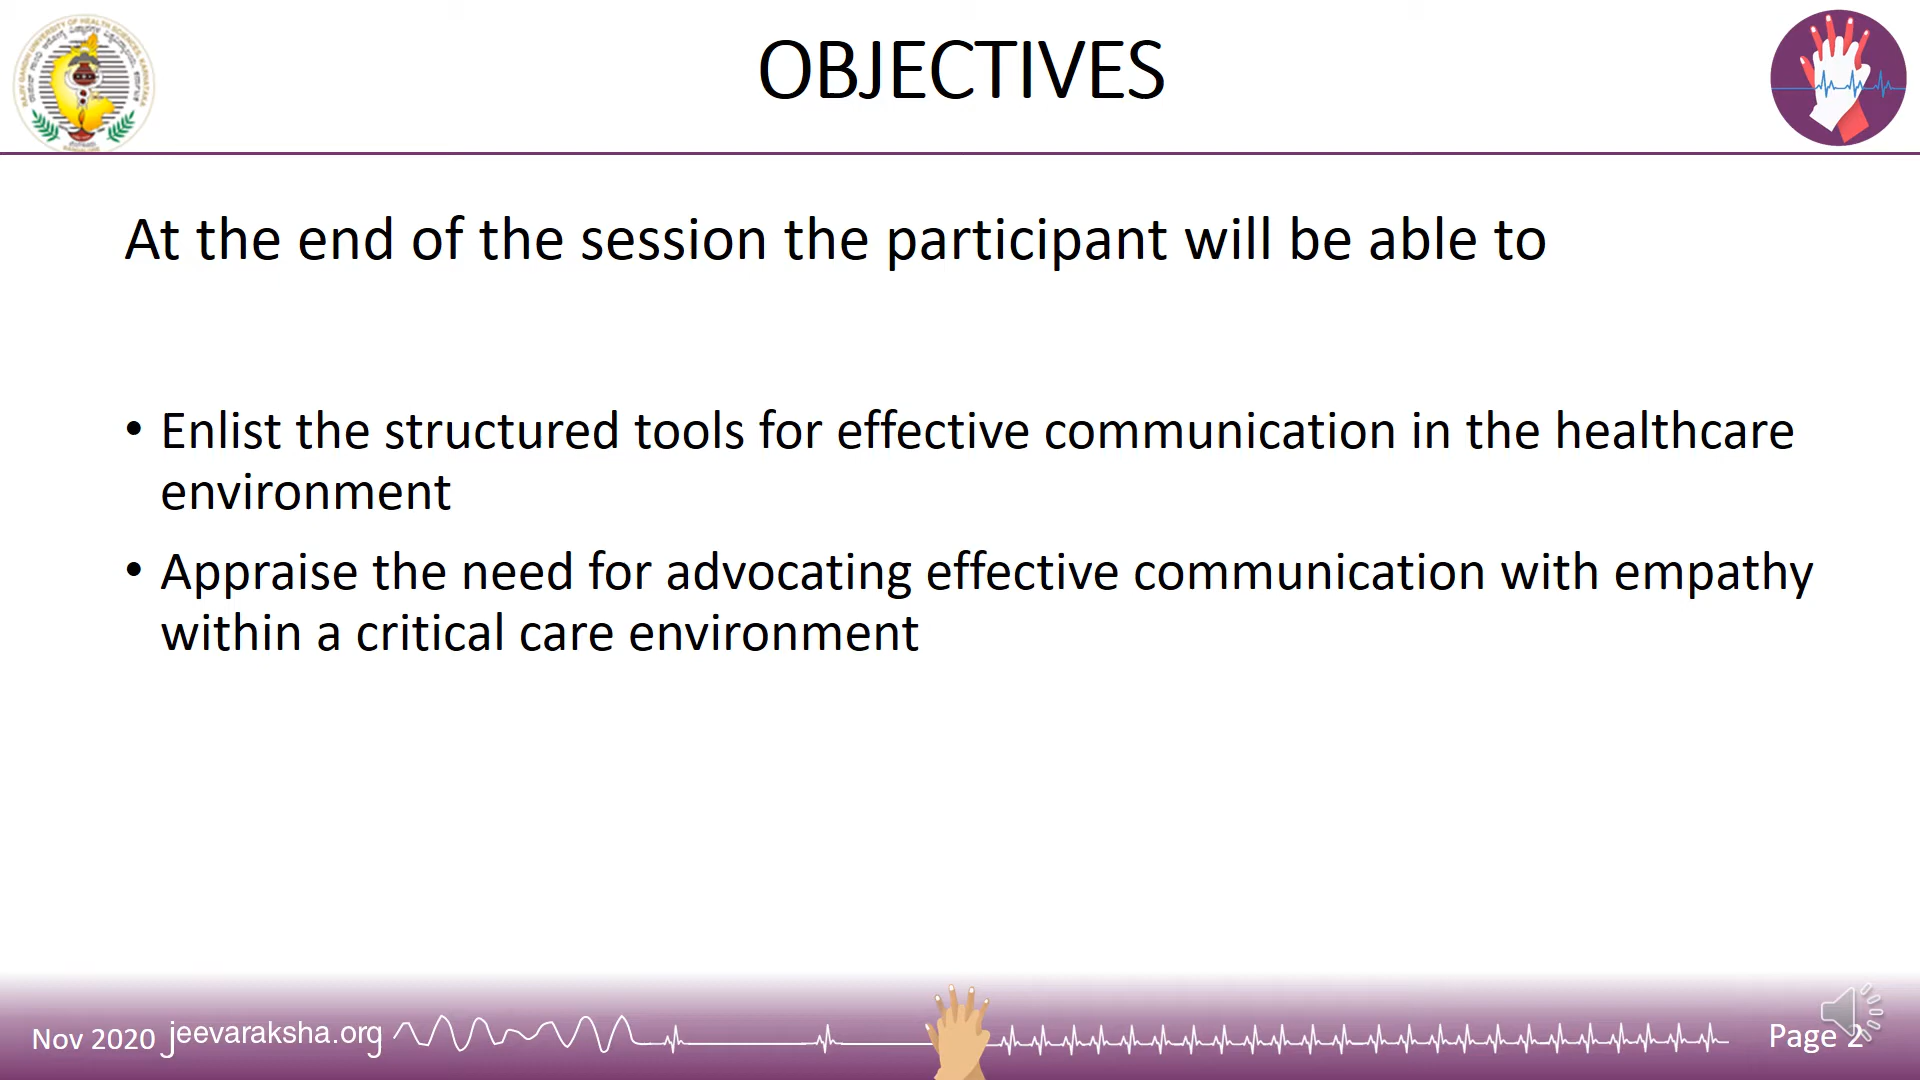 OBJECTIVES
At the end of the session the participant will be able to
• Enlist the structured tools for effective communication in the healthcare
environment
• Appraise the need for advocating effective communication with empathy
within a critical care environment
Nov 2020 jeevaraksha.org
Page 2